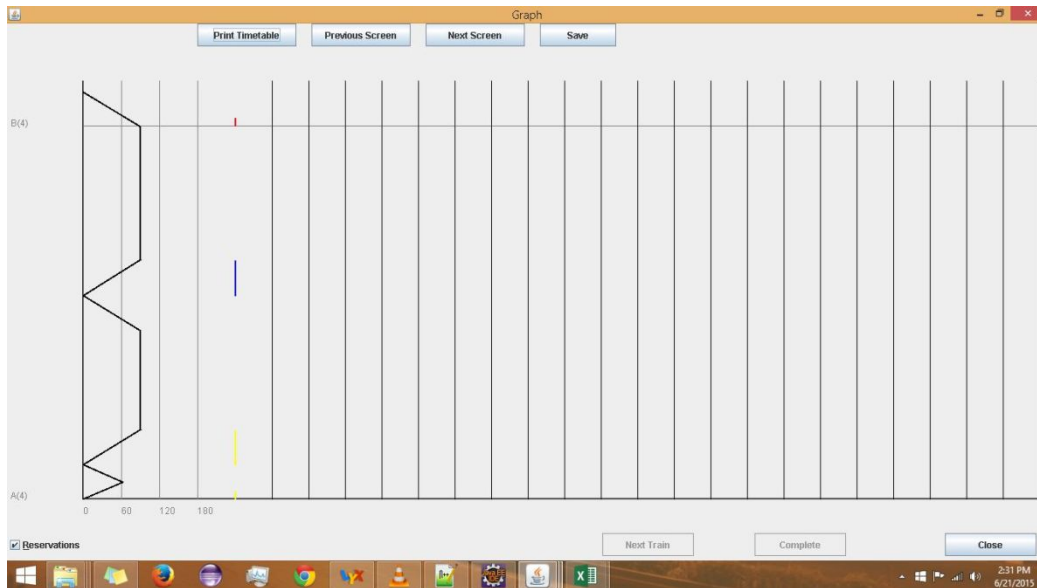 Graph
Print Timetable Previous Screen Next Screen Save
B(4)
A(4)
0 60 120 180
Reservations
Next Train Complete Close
2:31 PM
6/21/2015